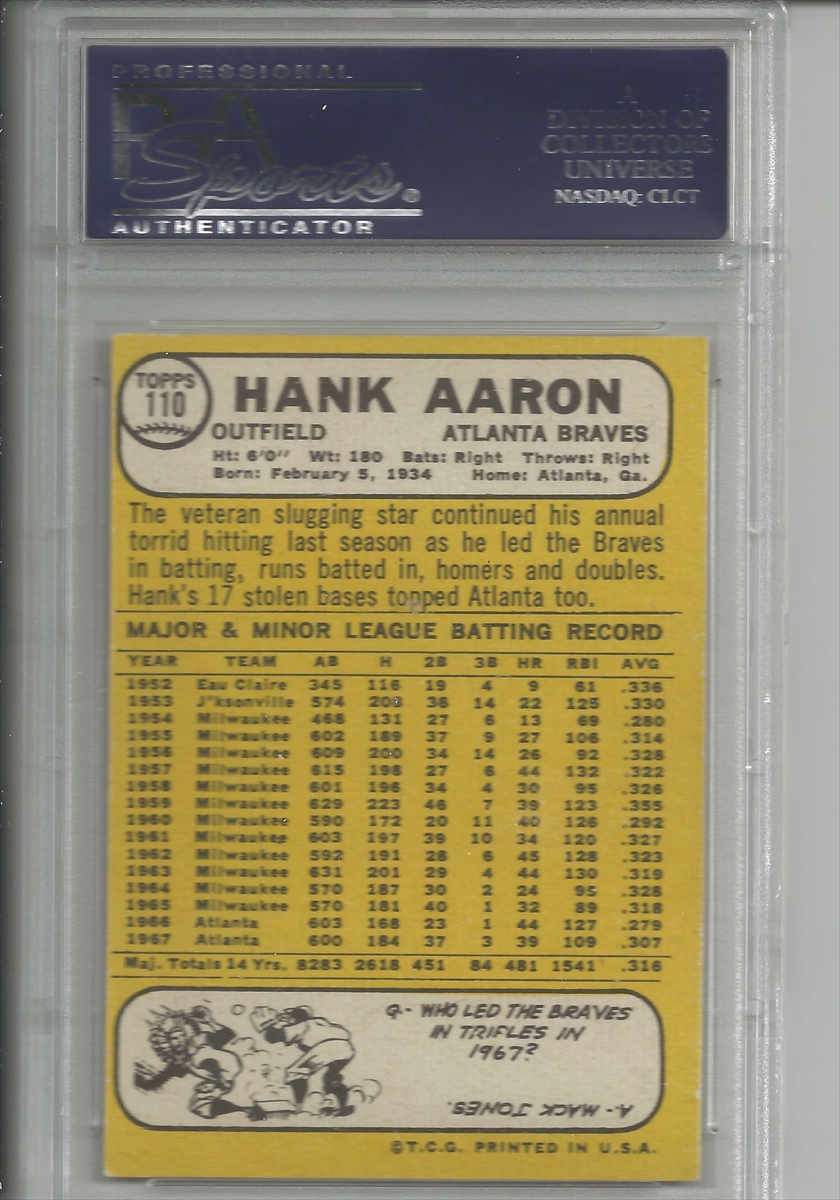 PROFESSIONAL
PSA
Sports®
AUTHENTICATOR
A
DIVISION OF
COLLECTORS
UNIVERSE
NASDAQ: CLCT
TOPPS
110
HANK AARON
OUTFIELD ATLANTA BRAVES
Ht: 6'0" Wt: 180 Bats: Right Throws: Right
Born: February 5, 1934 Home: Atlanta, Ga.
The veteran slugging star continued his annual
torrid hitting last season as he led the Braves
in batting, runs batted in, homers and doubles.
Hank's 17 stolen bases topped Atlanta too.
MAJOR & MINOR LEAGUE BATTING RECORD
YEAR TEAM AB H 2B 3B HR RBI AVG
1952 Eau Claire 345 116 19 4 9 61 .336
1953 J'ksonville 574 208 36 14 22 125 .330
1954 Milwaukee 468 131 27 6 13 69 .280
1955 Milwaukee 602 189 37 9 27 106 .314
1956 Milwaukee 609 200 34 14 26 92 .328
1957 Milwaukee 615 198 27 6 44 132 .322
1958 Milwaukee 601 196 34 4 30 95 .326
1959 Milwaukee 629 223 46 7 39 123 .355
1960 Milwaukee 590 172 20 11 40 126 .292
1961 Milwaukee 603 197 39 10 34 120 .327
1962 Milwaukee 592 191 28 6 45 128 .323
1963 Milwaukee 631 201 29 4 44 130 .319
1964 Milwaukee 570 187 30 2 24 95 .328
1965 Milwaukee 570 181 40 1 32 89 .318
1966 Atlanta 603 168 23 1 44 127 .279
1967 Atlanta 600 184 37 3 39 109 .307
Maj. Totals 14 Yrs. 8283 2618 451 84 481 1541 .316
Q- WHO LED THE BRAVES
IN TRIPLES IN
1967?
A- MACK JONES.
©T.C.G. PRINTED IN U.S.A.